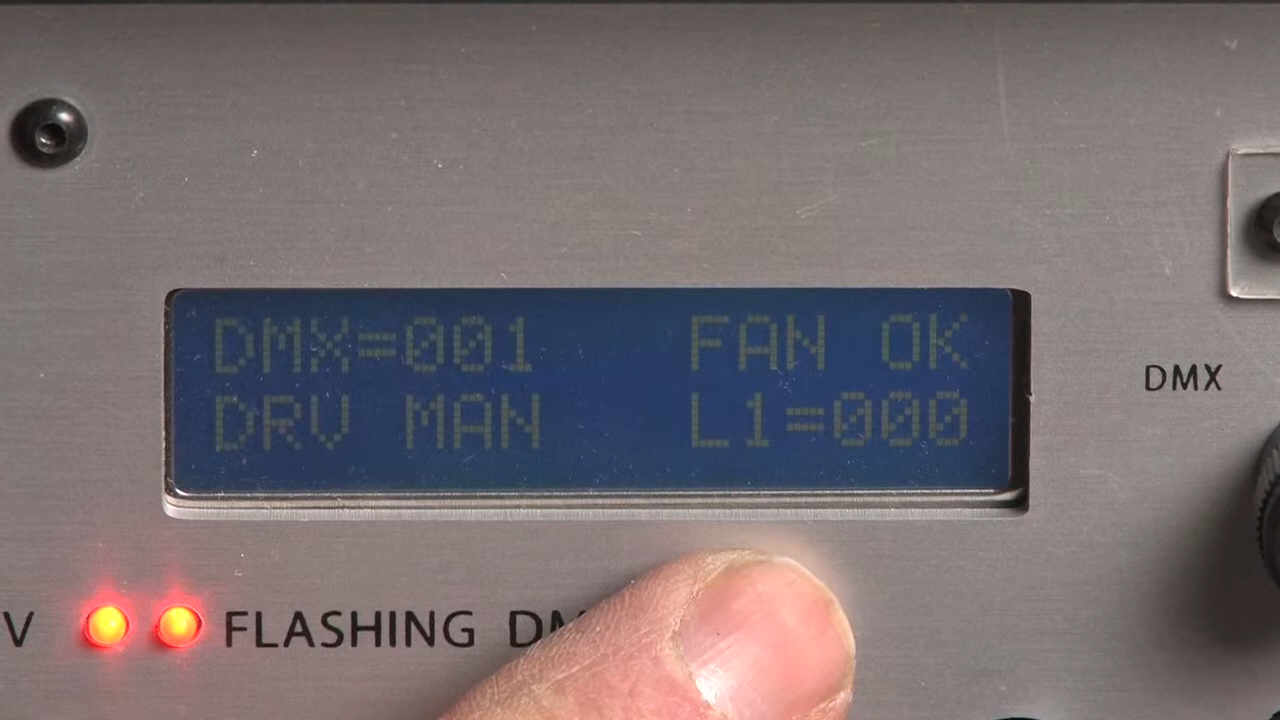 DMX=001 FAN OK
DRV MAN L1=000
DMX
V FLASHING